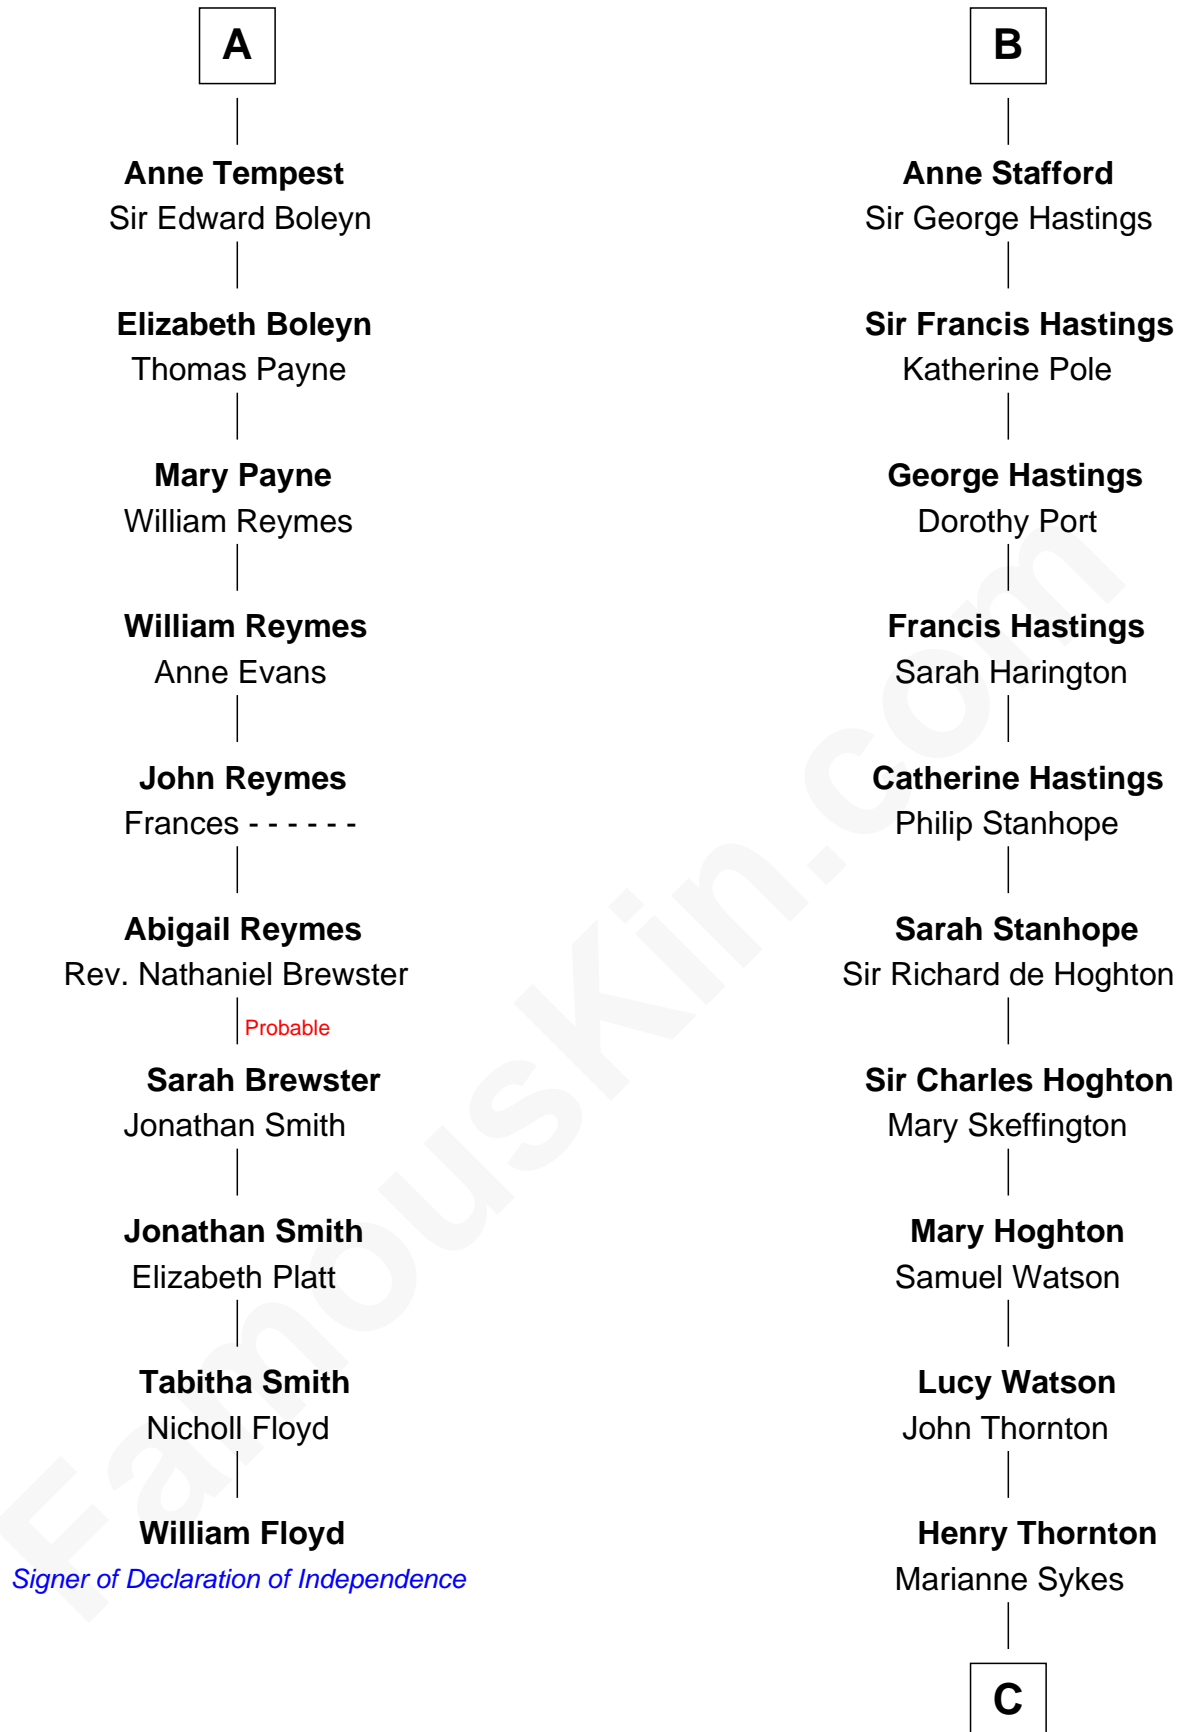 A
Anne Tempest
Sir Edward Boleyn
Elizabeth Boleyn
Thomas Payne
Mary Payne
William Reymes
William Reymes
Anne Evans
John Reymes
Frances - - - - - -
Abigail Reymes
Rev. Nathaniel Brewster
Probable
Sarah Brewster
Jonathan Smith
Jonathan Smith
Elizabeth Platt
Tabitha Smith
Nicholl Floyd
William Floyd
Signer of Declaration of Independence
B
Anne Stafford
Sir George Hastings
Sir Francis Hastings
Katherine Pole
George Hastings
Dorothy Port
Francis Hastings
Sarah Harington
Catherine Hastings
Philip Stanhope
Sarah Stanhope
Sir Richard de Hoghton
Sir Charles Hoghton
Mary Skeffington
Mary Hoghton
Samuel Watson
Lucy Watson
John Thornton
Henry Thornton
Marianne Sykes
C
FamousKin.com